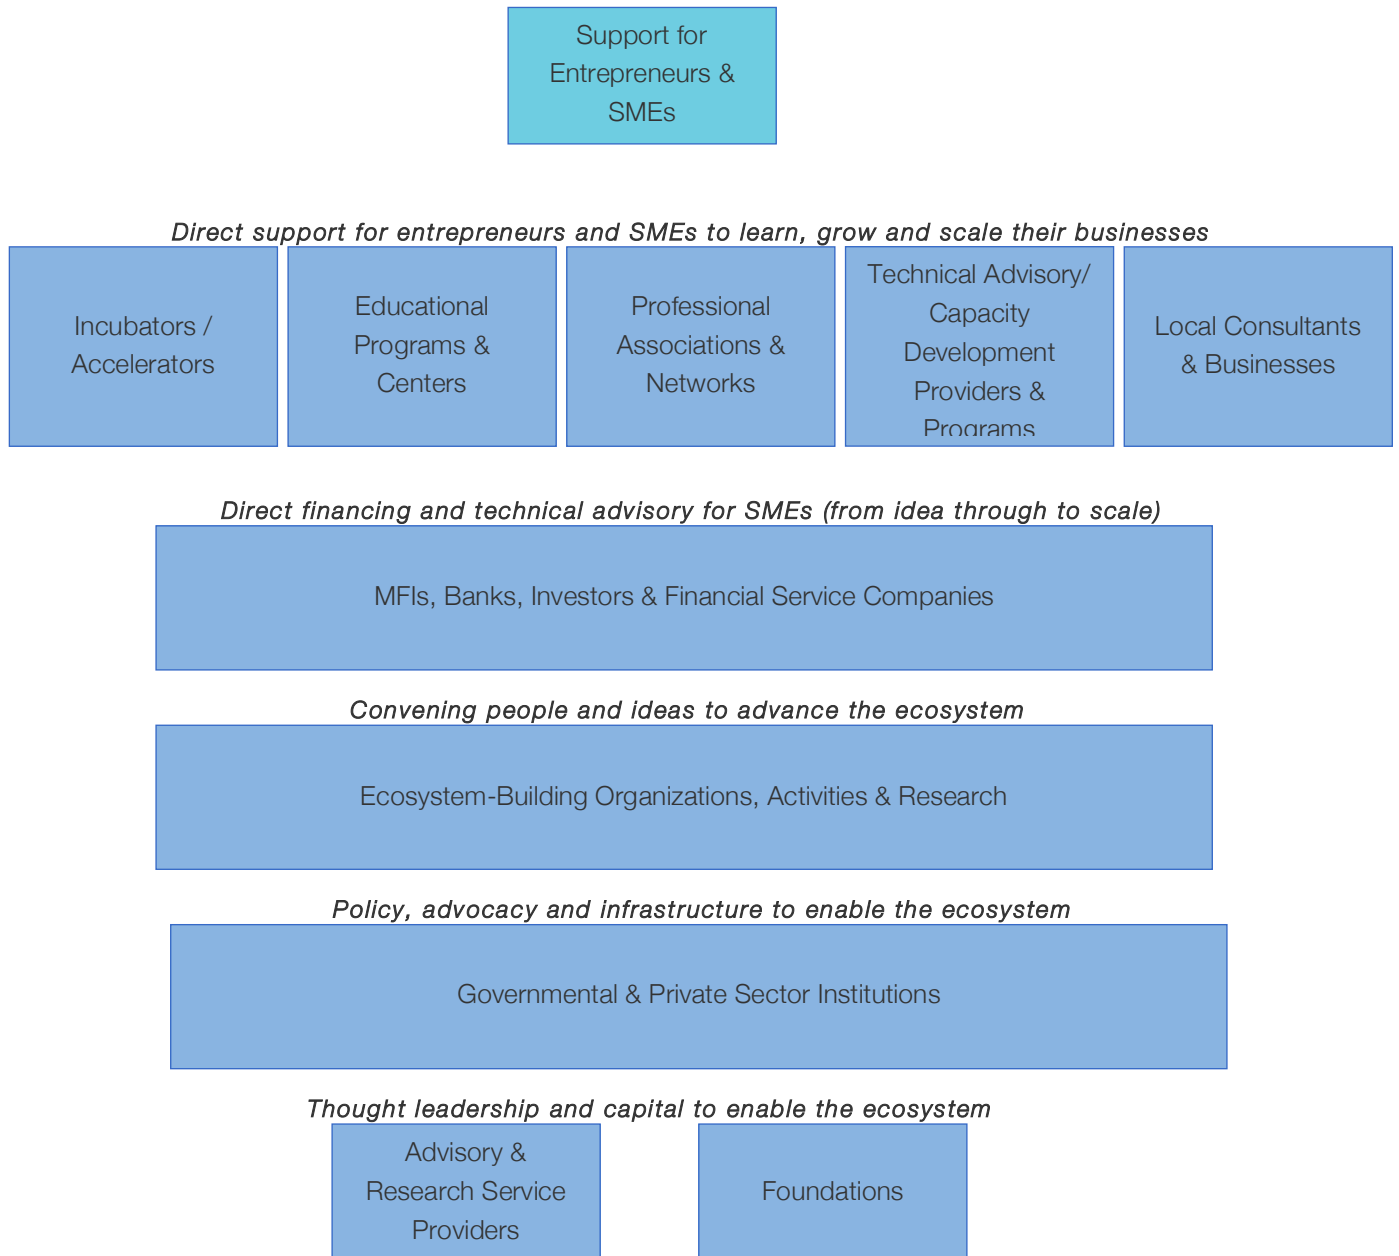 Support for
Entrepreneurs &
SMEs
Direct support for entrepreneurs and SMEs to learn, grow and scale their businesses
Incubators /
Accelerators
Educational
Programs &
Centers
Professional
Associations &
Networks
Technical Advisory/
Capacity
Development
Providers &
Programs
Local Consultants
& Businesses
Direct financing and technical advisory for SMEs (from idea through to scale)
MFIs, Banks, Investors & Financial Service Companies
Convening people and ideas to advance the ecosystem
Ecosystem-Building Organizations, Activities & Research
Policy, advocacy and infrastructure to enable the ecosystem
Governmental & Private Sector Institutions
Thought leadership and capital to enable the ecosystem
Advisory &
Research Service
Providers
Foundations